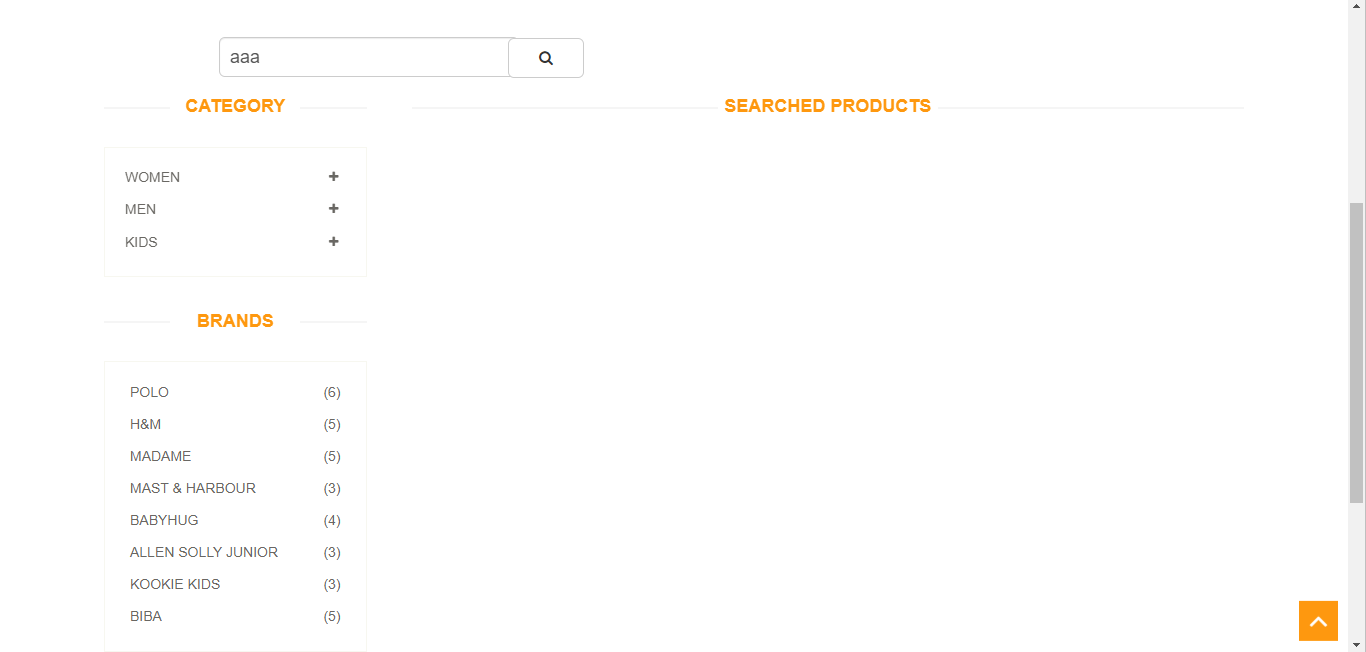 aaa
CATEGORY
SEARCHED PRODUCTS
WOMEN
MEN
KIDS
BRANDS
POLO (6)
H&M (5)
MADAME (5)
MAST & HARBOUR (3)
BABYHUG (4)
ALLEN SOLLY JUNIOR (3)
KOOKIE KIDS (3)
BIBA (5)